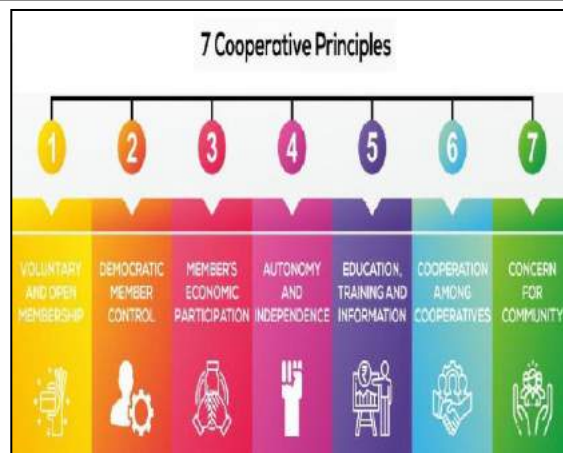 7 Cooperative Principles
1
2
3
4
5
6
7
VOLUNTARY
AND OPEN
MEMBERSHIP
DEMOCRATIC
MEMBER
CONTROL
MEMBER'S
ECONOMIC
PARTICIPATION
AUTONOMY
AND
INDEPENDENCE
EDUCATION,
TRAINING AND
INFORMATION
COOPERATION
AMONG
COOPERATIVES
CONCERN
FOR
COMMUNITY
₹